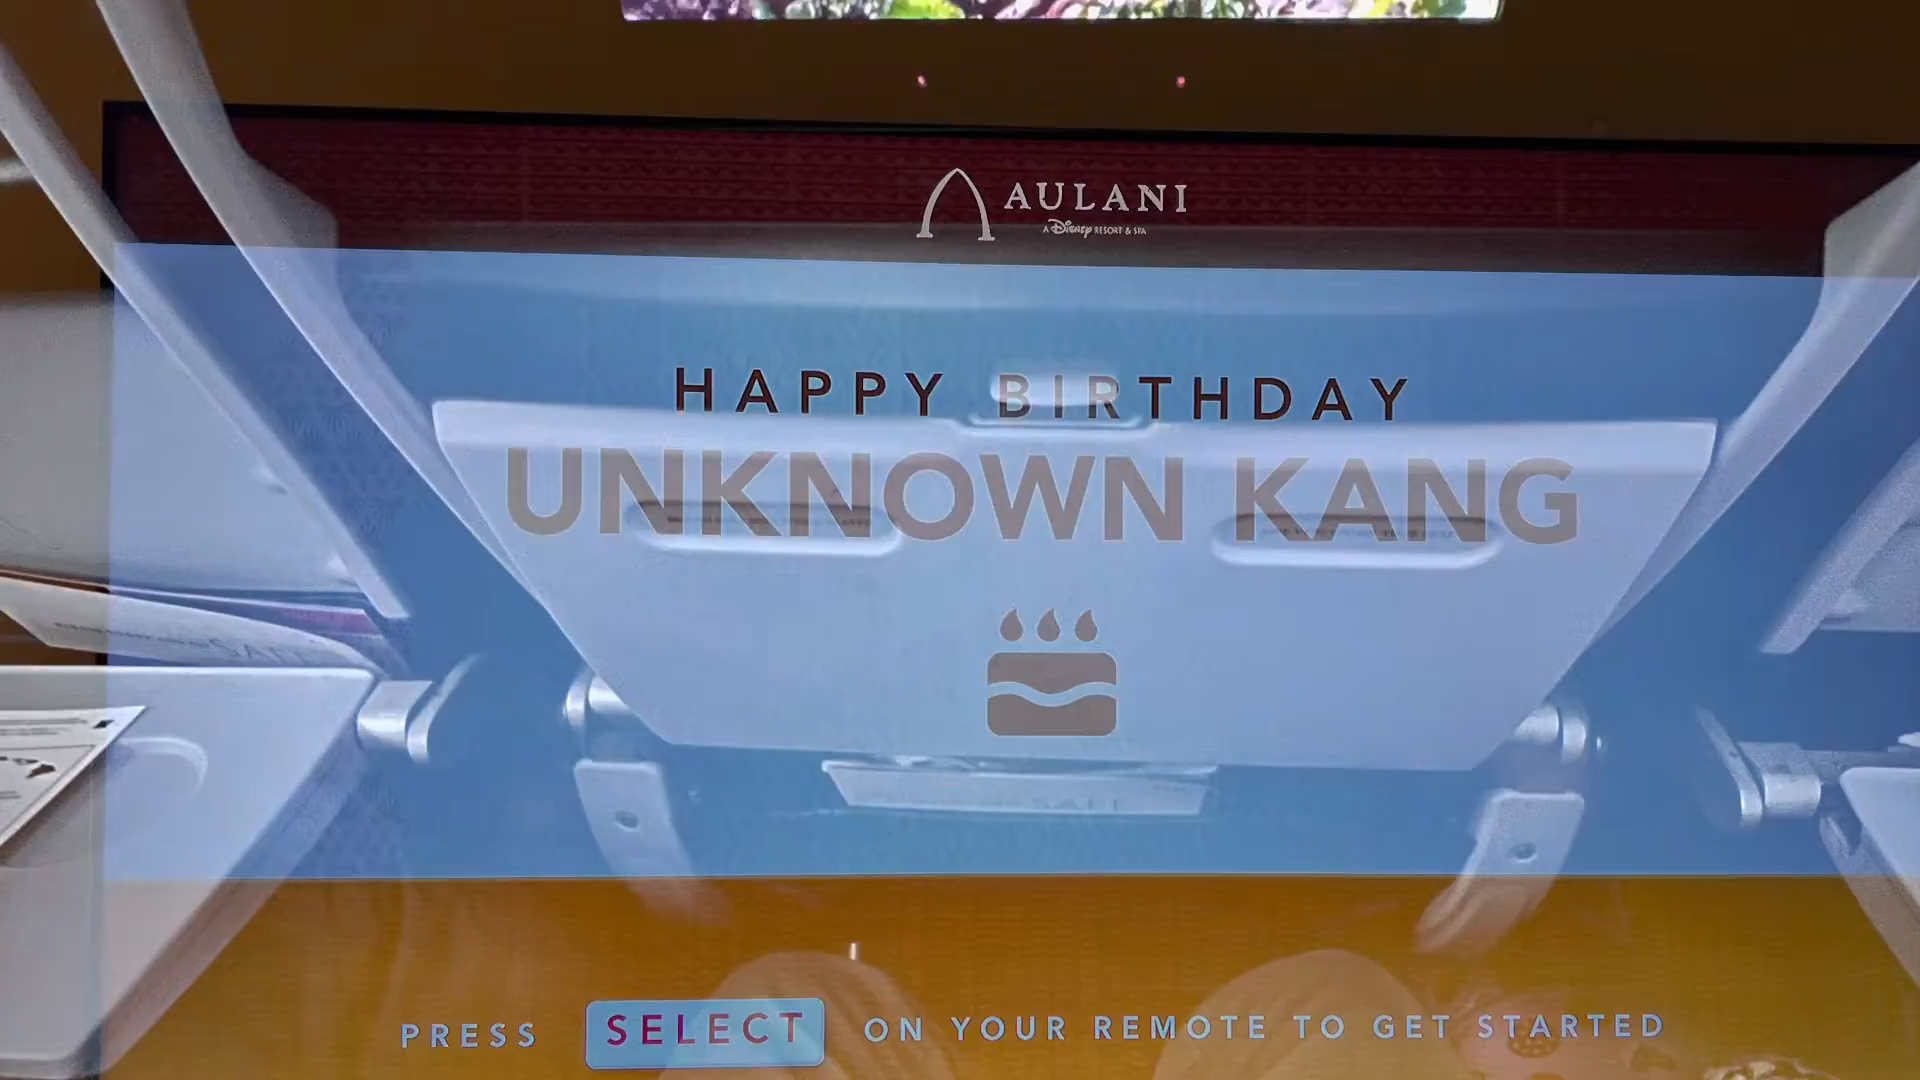 AULANI
A Disney RESORT & SPA
HAPPY BIRTHDAY
UNKNOWN KANG
PRESS SELECT ON YOUR REMOTE TO GET STARTED